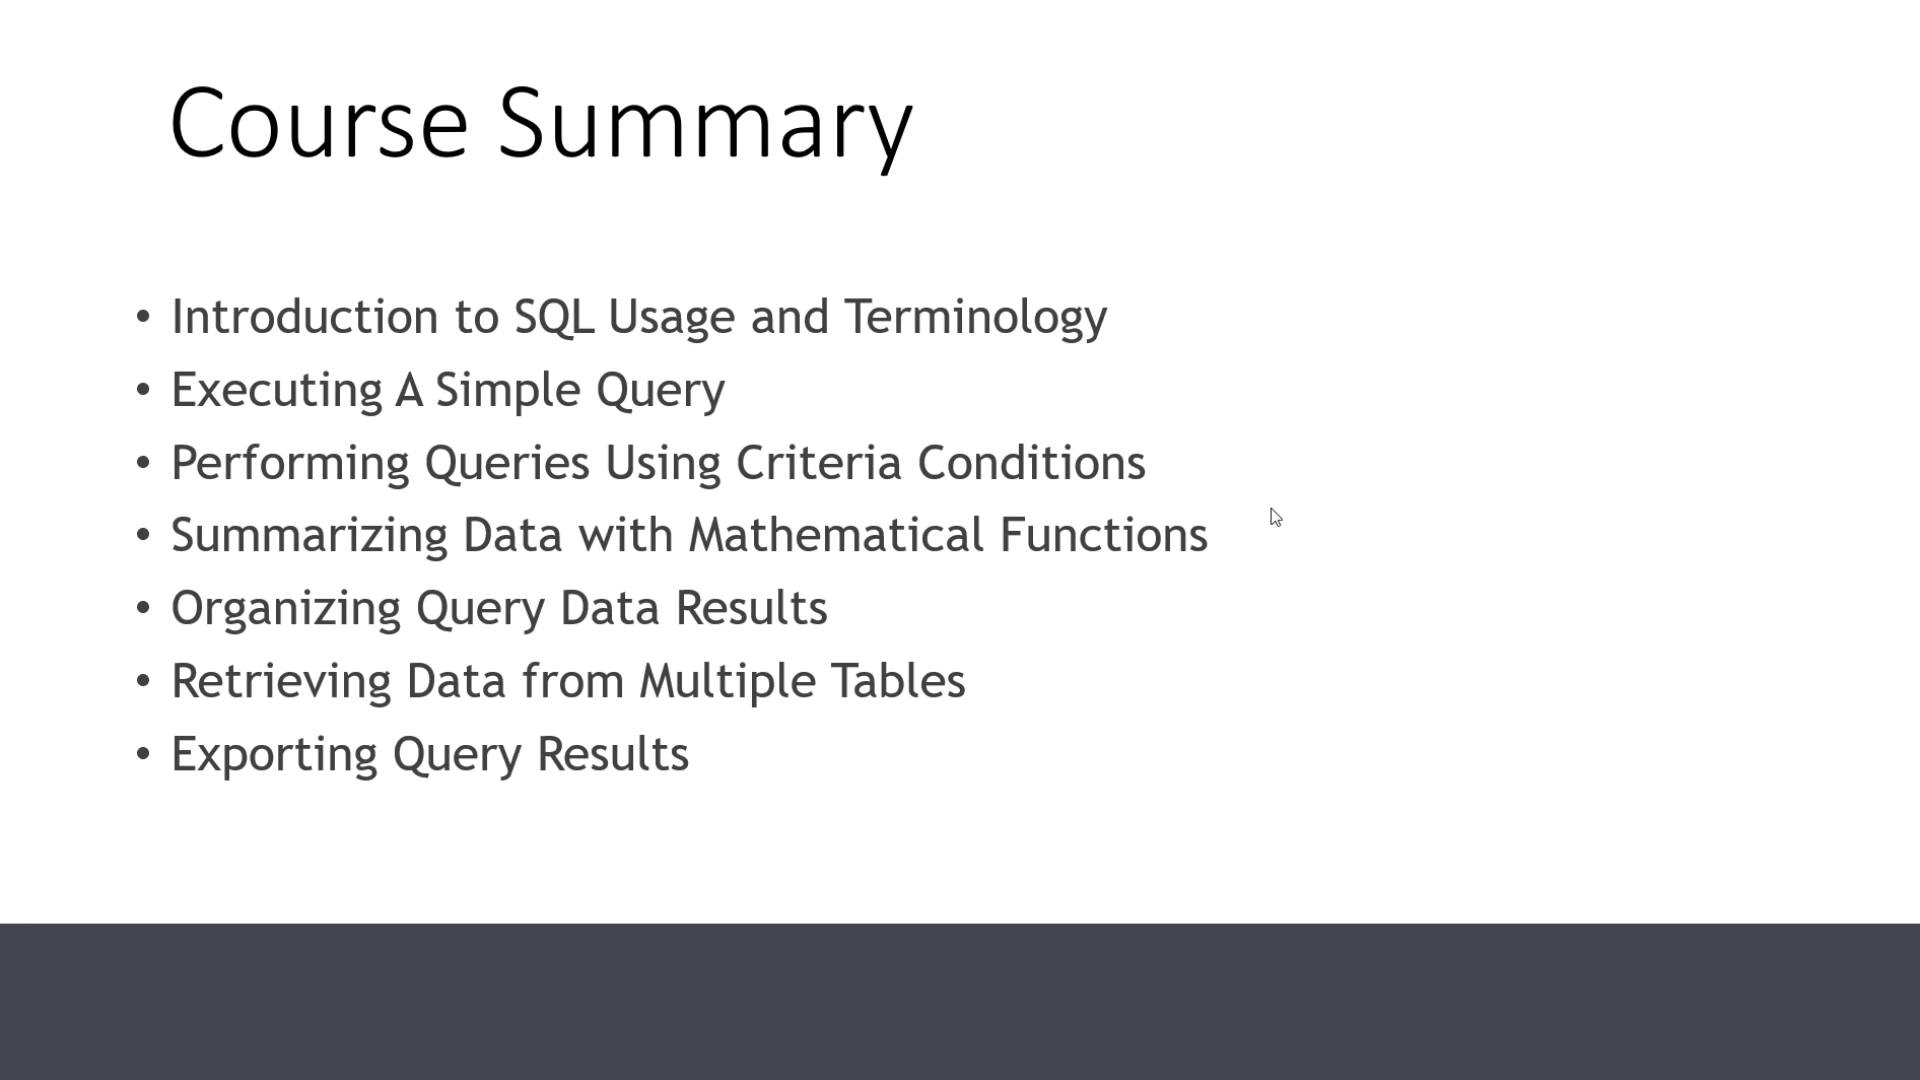 Course Summary
• Introduction to SQL Usage and Terminology
• Executing A Simple Query
• Performing Queries Using Criteria Conditions
• Summarizing Data with Mathematical Functions
• Organizing Query Data Results
• Retrieving Data from Multiple Tables
• Exporting Query Results